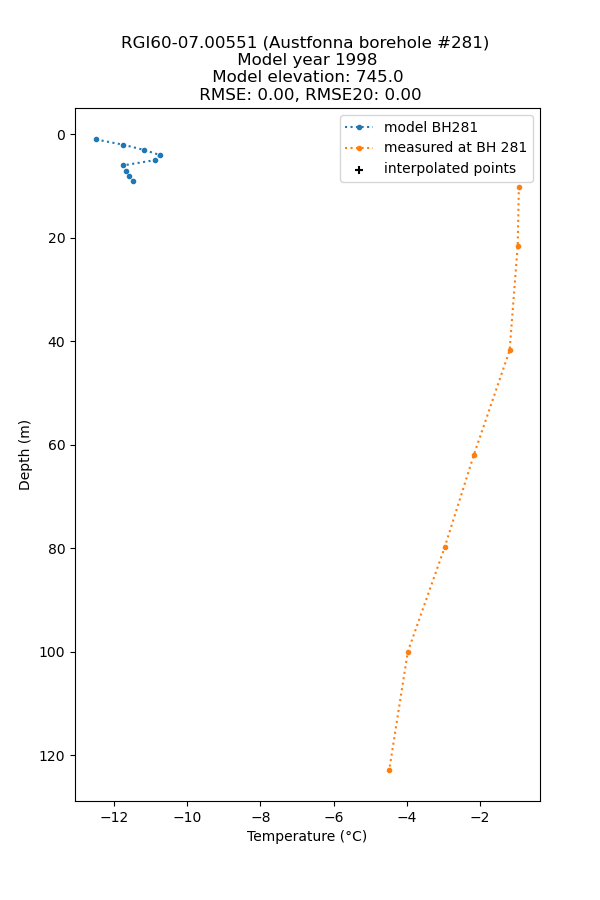 RGI60-07.00551 (Austfonna borehole #281)
Model year 1998
Model elevation: 745.0
RMSE: 0.00, RMSE20: 0.00
model BH281
measured at BH 281
interpolated points
0
20
40
60
80
100
120
Depth (m)
−12
−10
−8
−6
−4
−2
Temperature (°C)